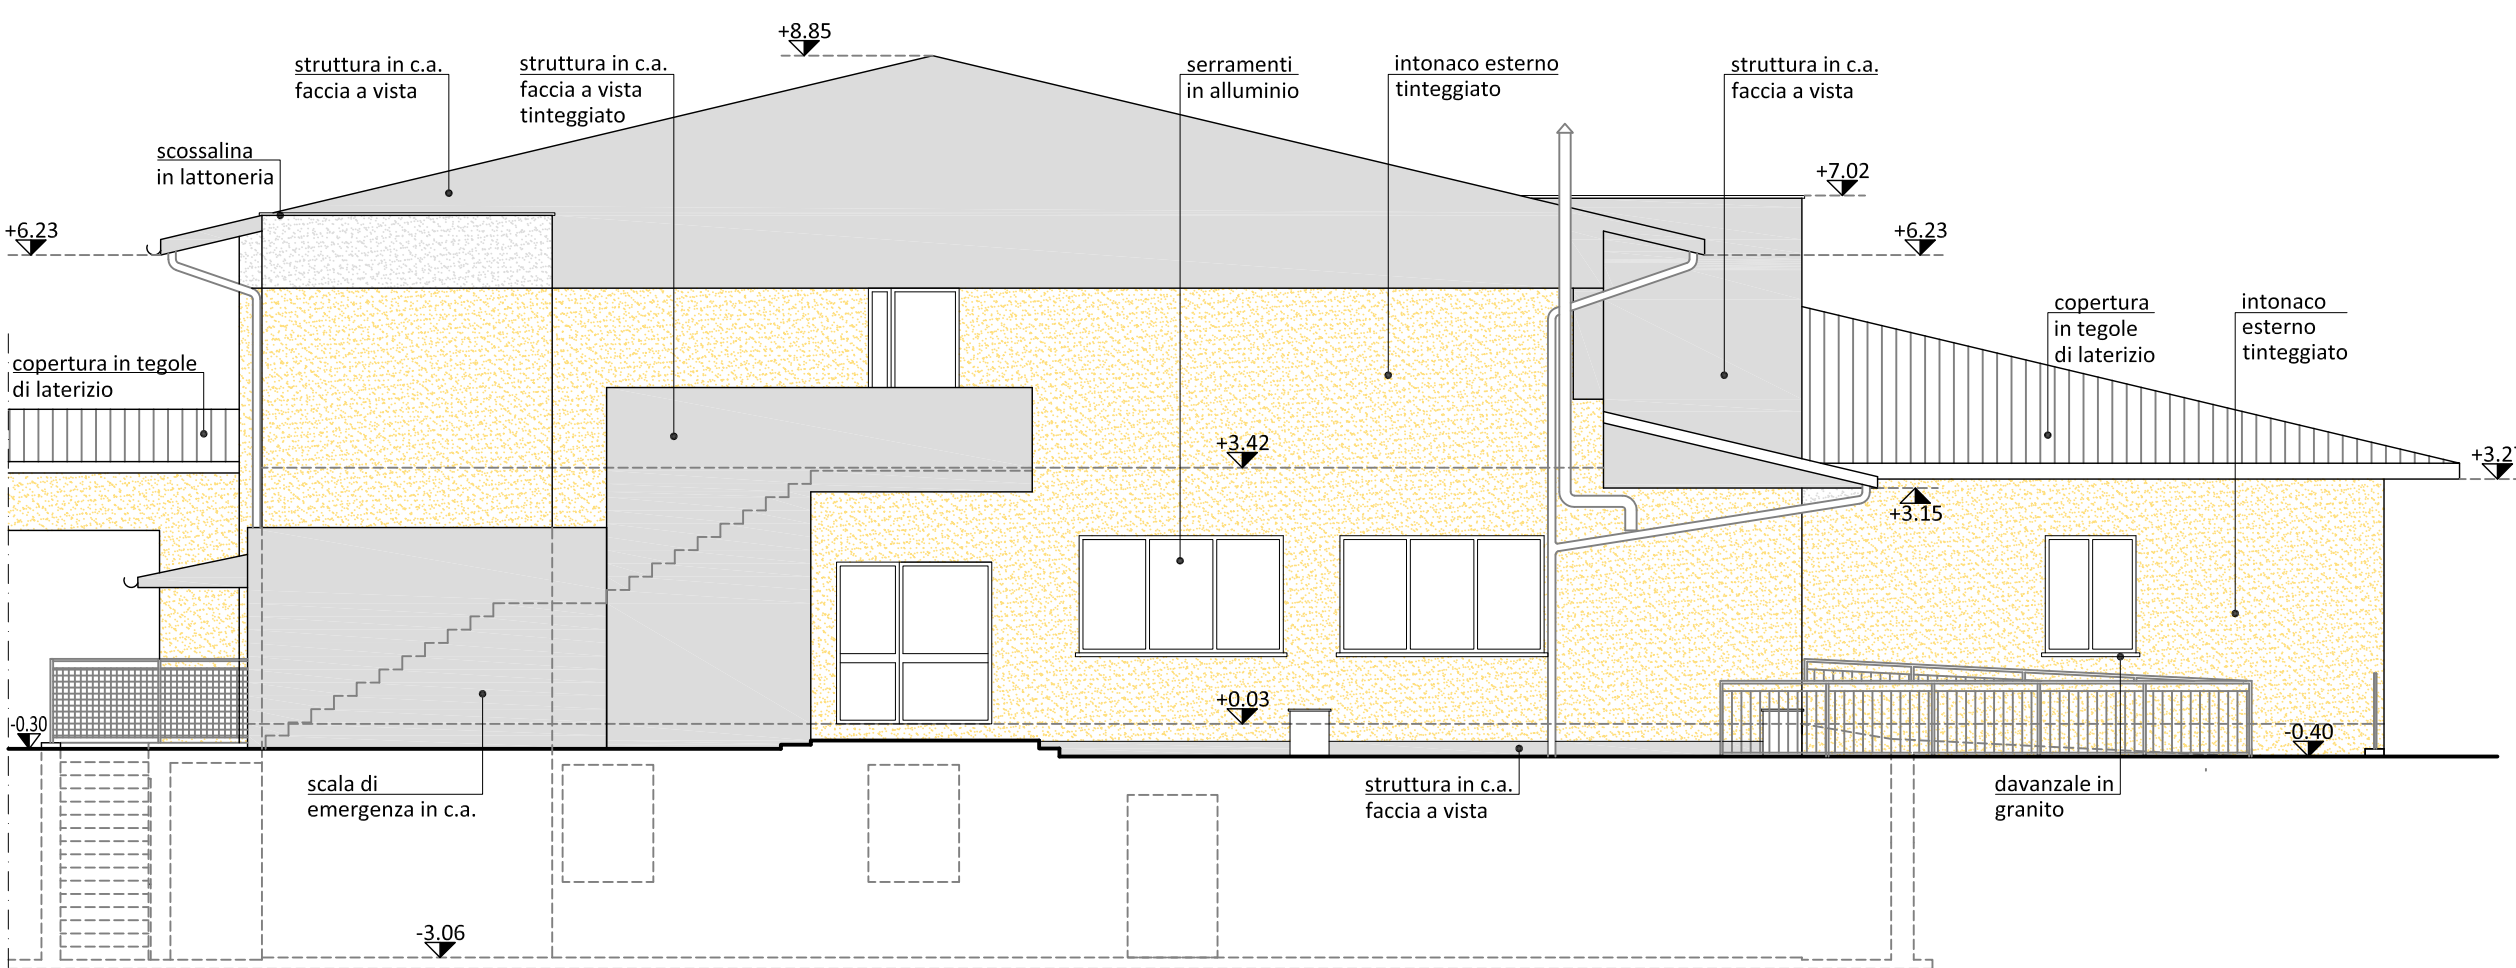 +8.85
struttura in c.a.
faccia a vista
struttura in c.a.
faccia a vista
tinteggiato
serramenti
in alluminio
intonaco esterno
tinteggiato
struttura in c.a.
faccia a vista
scossalina
in lattoneria
+7.02
+6.23
+6.23
copertura
in tegole
di laterizio
intonaco
esterno
tinteggiato
copertura in tegole
di laterizio
+3.42
+3.27
+3.15
+0.03
-0.30
-0.40
scala di
emergenza in c.a.
struttura in c.a.
faccia a vista
davanzale in
granito
-3.06